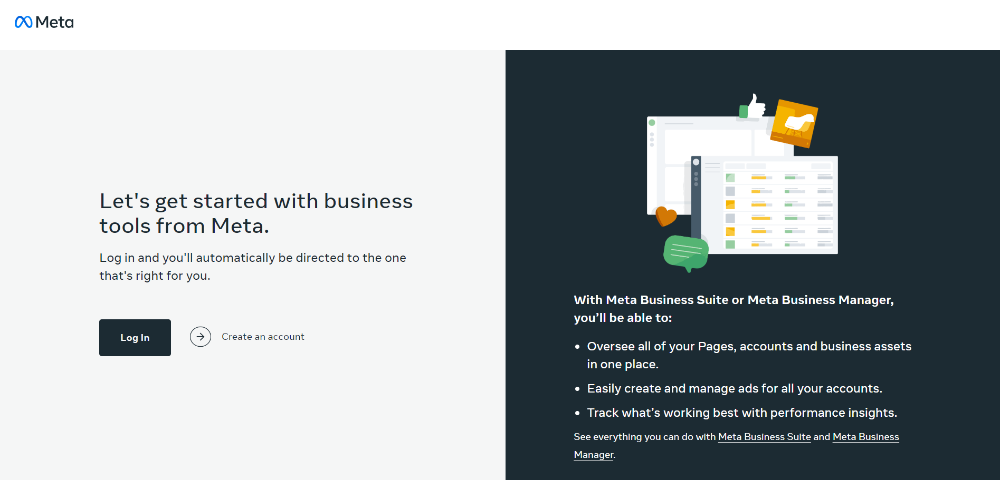 Meta
Let's get started with business
tools from Meta.
Log in and you'll automatically be directed to the one
that's right for you.
Log In
Create an account
With Meta Business Suite or Meta Business Manager,
you’ll be able to:
• Oversee all of your Pages, accounts and business assets
in one place.
• Easily create and manage ads for all your accounts.
• Track what’s working best with performance insights.
See everything you can do with Meta Business Suite and Meta Business
Manager.